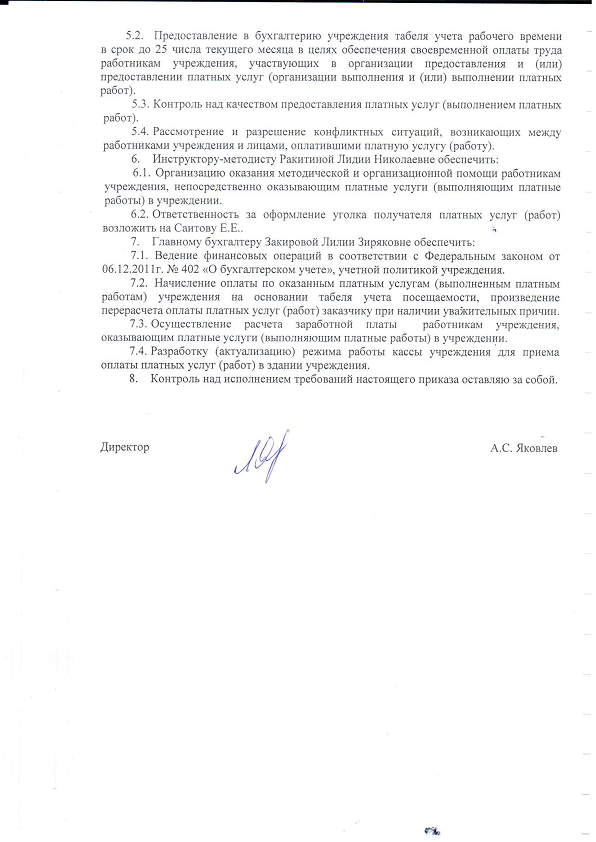 5.2. Предоставление в бухгалтерию учреждения табеля учета рабочего времени
в срок до 25 числа текущего месяца в целях обеспечения своевременной оплаты труда
работникам учреждения, участвующих в организации предоставления и (или)
предоставлении платных услуг (организации выполнения и (или) выполнении платных
работ).
5.3. Контроль над качеством предоставления платных услуг (выполнением платных
работ).
5.4. Рассмотрение и разрешение конфликтных ситуаций, возникающих между
работниками учреждения и лицами, оплатившими платную услугу (работу).
6. Инструктору-методисту Ракитиной Лидии Николаевне обеспечить:
6.1. Организацию оказания методической и организационной помощи работникам
учреждения, непосредственно оказывающим платные услуги (выполняющим платные
работы) в учреждении.
6.2. Ответственность за оформление уголка получателя платных услуг (работ)
возложить на Саитову Е.Е..
7. Главному бухгалтеру Закировой Лилии Зиряковне обеспечить:
7.1. Ведение финансовых операций в соответствии с Федеральным законом от
06.12.2011г. № 402 «О бухгалтерском учете», учетной политикой учреждения.
7.2. Начисление оплаты по оказанным платным услугам (выполненным платным
работам) учреждения на основании табеля учета посещаемости, произведение
перерасчета оплаты платных услуг (работ) заказчику при наличии уважительных причин.
7.3. Осуществление расчета заработной платы работникам учреждения,
оказывающим платные услуги (выполняющим платные работы) в учреждении.
7.4. Разработку (актуализацию) режима работы кассы учреждения для приема
оплаты платных услуг (работ) в здании учреждения.
8. Контроль над исполнением требований настоящего приказа оставляю за собой.
Директор А.С. Яковлев